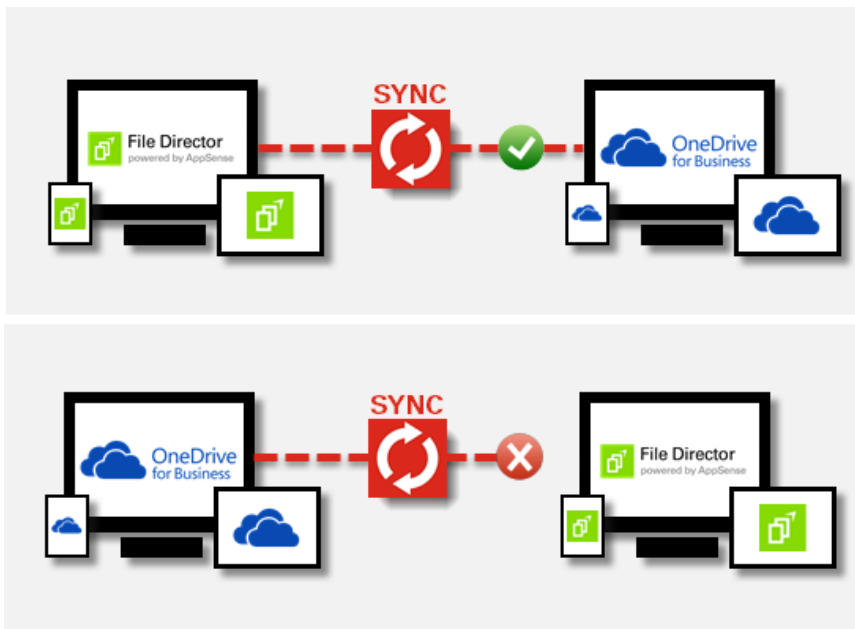 SYNC
File Director
powered by AppSense
OneDrive
for Business
SYNC
OneDrive
for Business
File Director
powered by AppSense